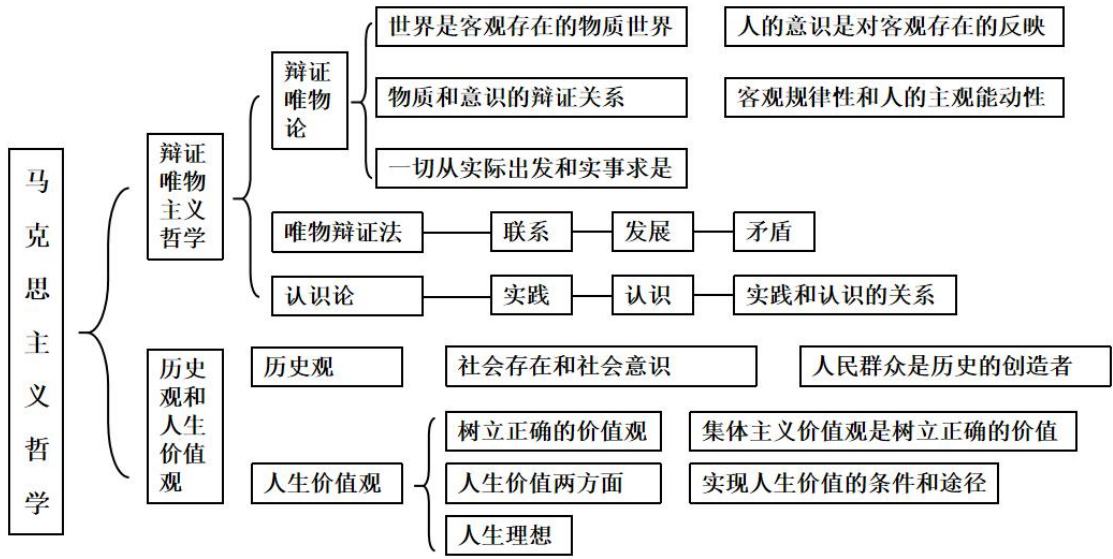 马克思主义哲学
辩证
唯物
主义
哲学
辩证
唯物
论
世界是客观存在的物质世界
人的意识是对客观存在的反映
物质和意识的辩证关系
客观规律性和人的主观能动性
一切从实际出发和实事求是
唯物辩证法
联系
发展
矛盾
认识论
实践
认识
实践和认识的关系
历史
观和
人生
价值
观
历史观
社会存在和社会意识
人民群众是历史的创造者
人生价值观
树立正确的价值观
集体主义价值观是树立正确的价值
人生价值两方面
实现人生价值的条件和途径
人生理想